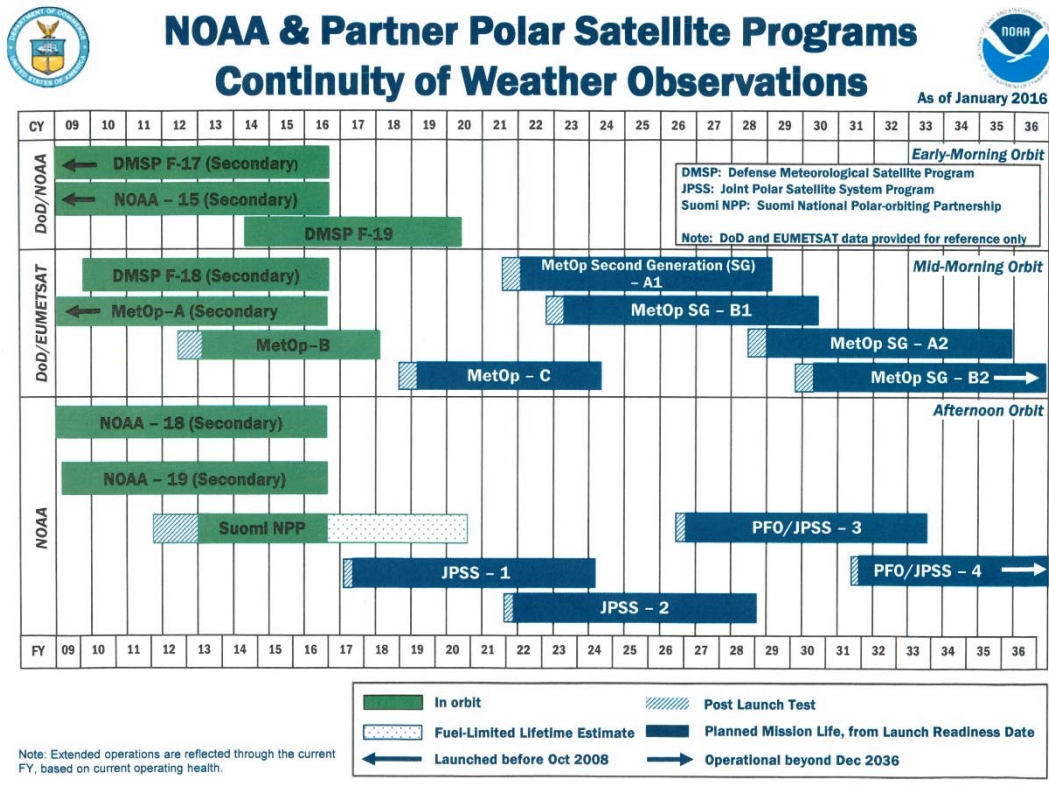 NOAA & Partner Polar Satellite Programs
Continuity of Weather Observations
NOAA
As of January 2016
CY 09 10 11 12 13 14 15 16 17 18 19 20 21 22 23 24 25 26 27 28 29 30 31 32 33 34 35 36
DoD/NOAA
Early-Morning Orbit
DMSP F-17 (Secondary)
NOAA – 15 (Secondary)
DMSP F-19
DMSP: Defense Meteorological Satellite Program
JPSS: Joint Polar Satellite System Program
Suomi NPP: Suomi National Polar-orbiting Partnership
Note: DoD and EUMETSAT data provided for reference only
DoD/EUMETSAT
Mid-Morning Orbit
DMSP F-18 (Secondary)
MetOp Second Generation (SG)
– A1
MetOp–A (Secondary
MetOp SG – B1
MetOp–B
MetOp SG – A2
MetOp – C
MetOp SG – B2
NOAA
Afternoon Orbit
NOAA – 18 (Secondary)
NOAA – 19 (Secondary)
Suomi NPP
PFO/JPSS – 3
JPSS – 1
PFO/JPSS – 4
JPSS – 2
FY 09 10 11 12 13 14 15 16 17 18 19 20 21 22 23 24 25 26 27 28 29 30 31 32 33 34 35 36
In orbit
Post Launch Test
Fuel-Limited Lifetime Estimate
Planned Mission Life, from Launch Readiness Date
Launched before Oct 2008
Operational beyond Dec 2036
Note: Extended operations are reflected through the current
FY, based on current operating health.